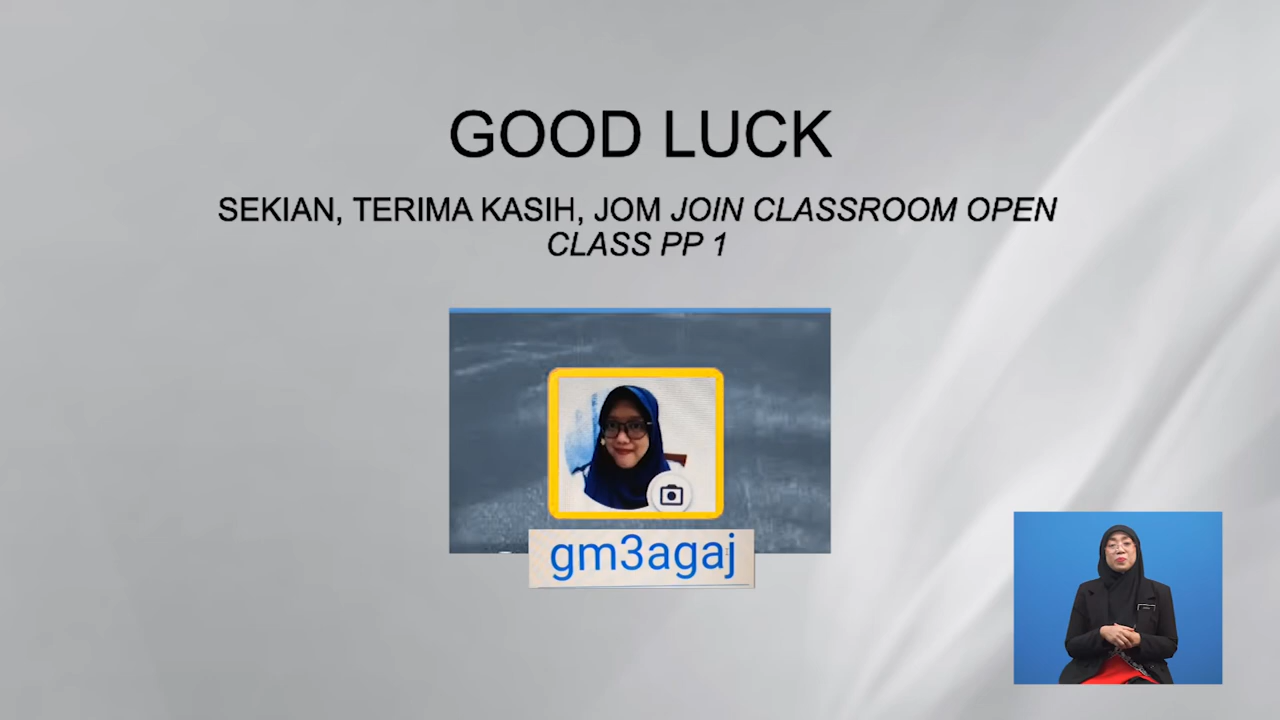 GOOD LUCK
SEKIAN, TERIMA KASIH, JOM JOIN CLASSROOM OPEN
CLASS PP 1
gm3agaj